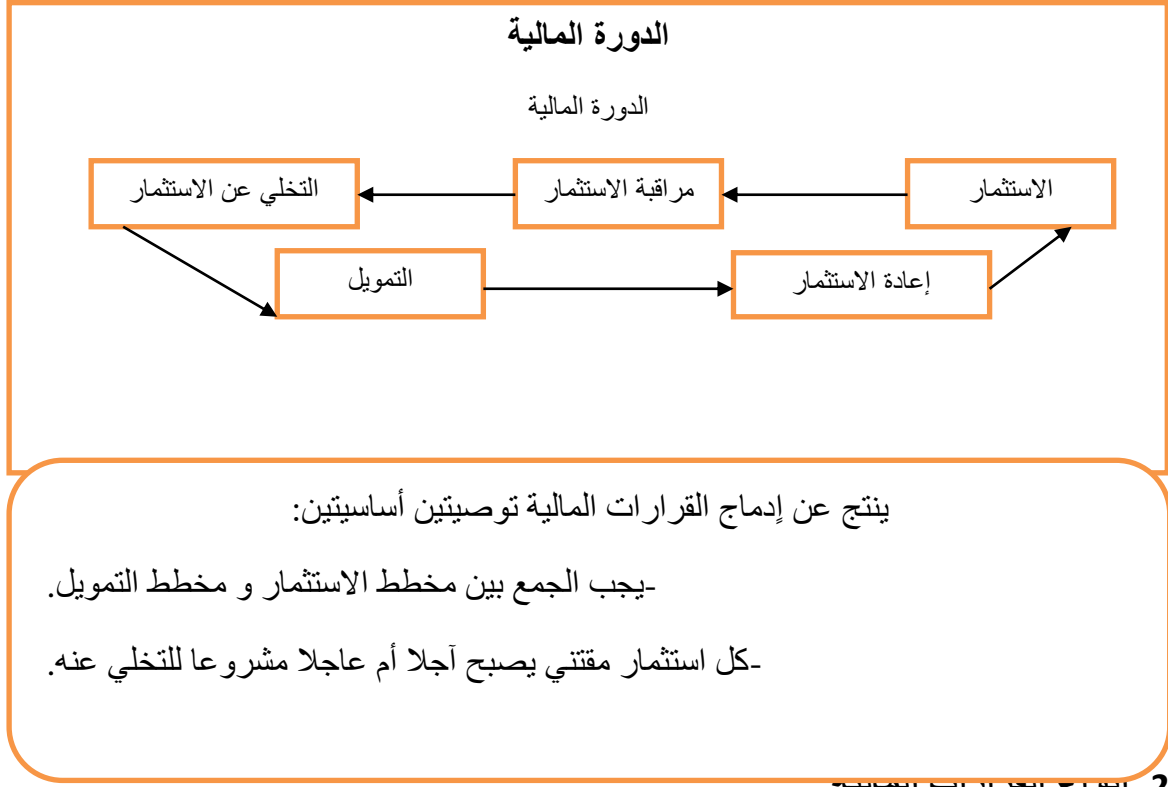 الدورة المالية
الدورة المالية
الاستثمار
مراقبة الاستثمار
التخلي عن الاستثمار
إعادة الاستثمار
التمويل
ينتج عن إدماج القرارات المالية توصيتين أساسيتين:
-يجب الجمع بين مخطط الاستثمار و مخطط التمويل.
-كل استثمار مقتني يصبح آجلا أم عاجلا مشروعا للتخلي عنه.
2